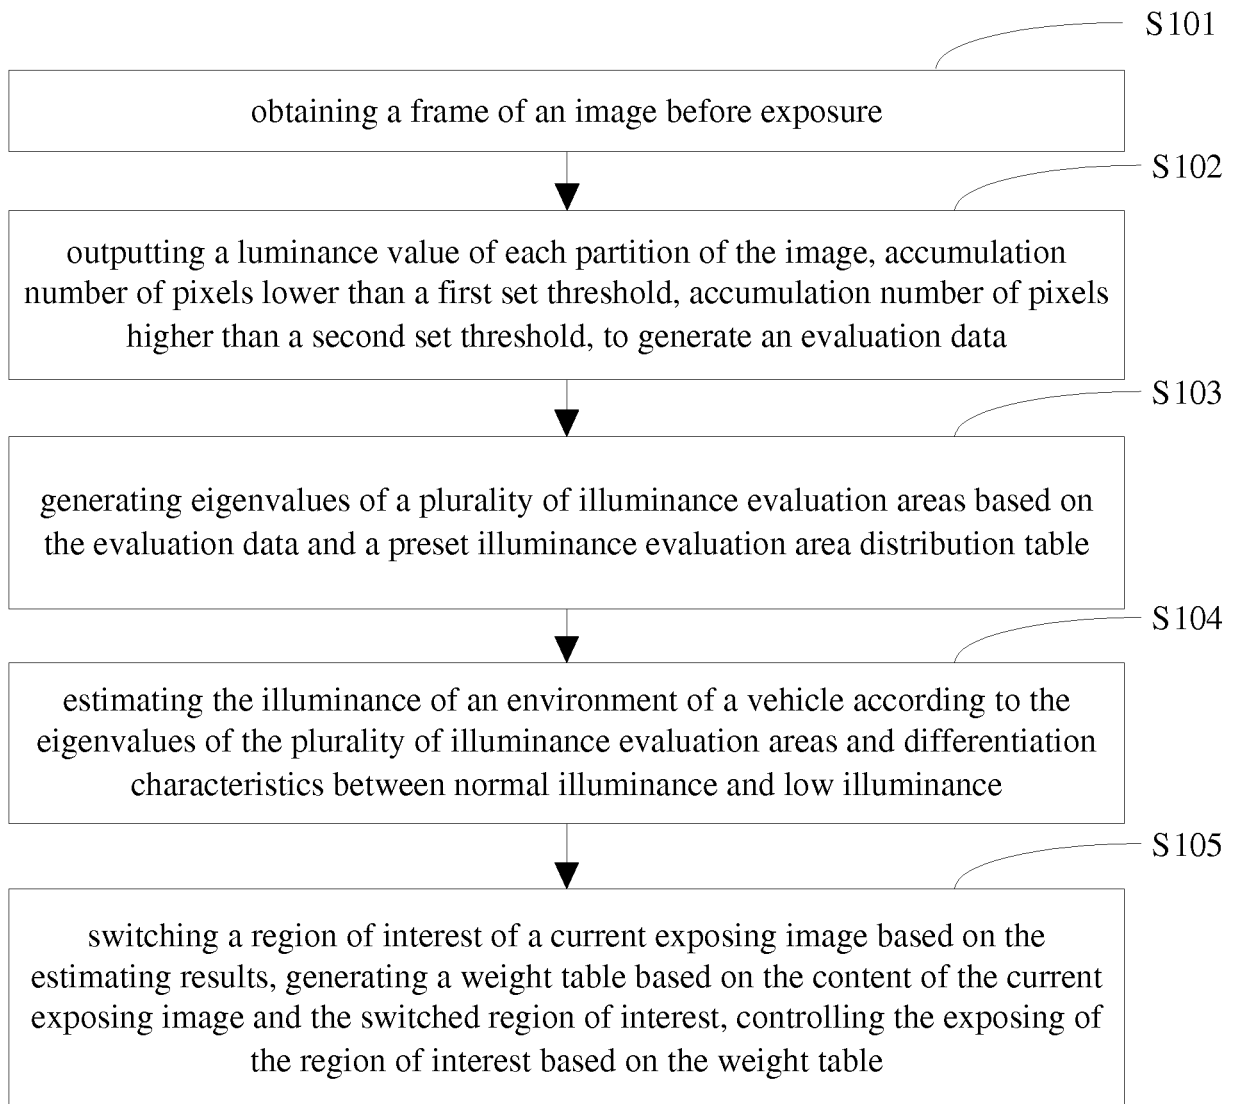 S101
obtaining a frame of an image before exposure
S102
outputting a luminance value of each partition of the image, accumulation
number of pixels lower than a first set threshold, accumulation number of pixels
higher than a second set threshold, to generate an evaluation data
S103
generating eigenvalues of a plurality of illuminance evaluation areas based on
the evaluation data and a preset illuminance evaluation area distribution table
S104
estimating the illuminance of an environment of a vehicle according to the
eigenvalues of the plurality of illuminance evaluation areas and differentiation
characteristics between normal illuminance and low illuminance
S105
switching a region of interest of a current exposing image based on the
estimating results, generating a weight table based on the content of the current
exposing image and the switched region of interest, controlling the exposing of
the region of interest based on the weight table